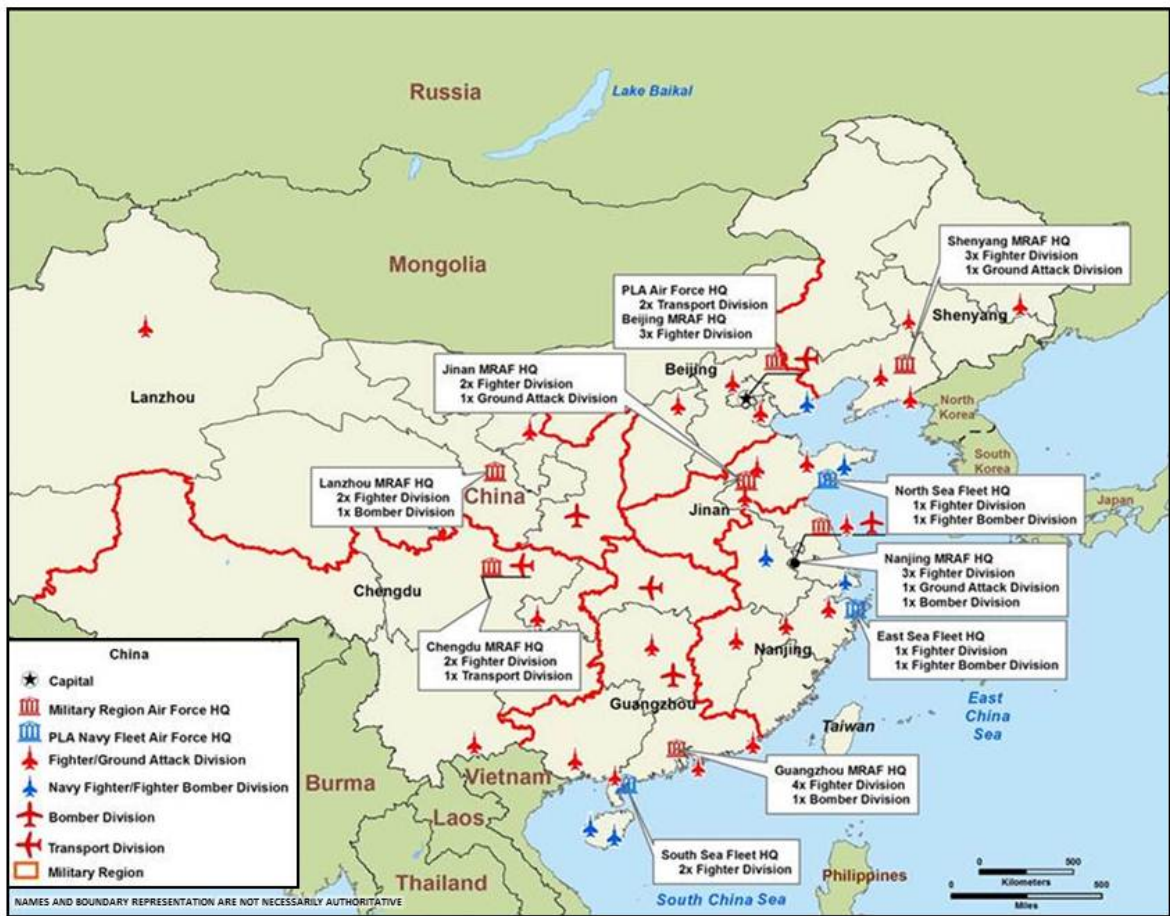 Russia
Lake Baikal
Mongolia
Shenyang MRAF HQ
3x Fighter Division
1x Ground Attack Division
PLA Air Force HQ
2x Transport Division
Beijing MRAF HQ
3x Fighter Division
Shenyang
Beijing
Jinan MRAF HQ
2x Fighter Division
1x Ground Attack Division
Lanzhou
North
Korea
South
Korea
Lanzhou MRAF HQ
2x Fighter Division
1x Bomber Division
China
Jinan
North Sea Fleet HQ
1x Fighter Division
1x Fighter Bomber Division
Japan
Nanjing MRAF HQ
3x Fighter Division
1x Ground Attack Division
1x Bomber Division
Chengdu
Chengdu MRAF HQ
2x Fighter Division
1x Transport Division
Nanjing
East Sea Fleet HQ
1x Fighter Division
1x Fighter Bomber Division
Guangzhou
East
China
Sea
Taiwan
Guangzhou MRAF HQ
4x Fighter Division
1x Bomber Division
Burma
Vietnam
Laos
Thailand
South Sea Fleet HQ
2x Fighter Division
South China Sea
Philippines
China
Capital
Military Region Air Force HQ
PLA Navy Fleet Air Force HQ
Fighter/Ground Attack Division
Navy Fighter/Fighter Bomber Division
Bomber Division
Transport Division
Military Region
0 500
Kilometers
0 500
Miles
NAMES AND BOUNDARY REPRESENTATION ARE NOT NECESSARILY AUTHORITATIVE